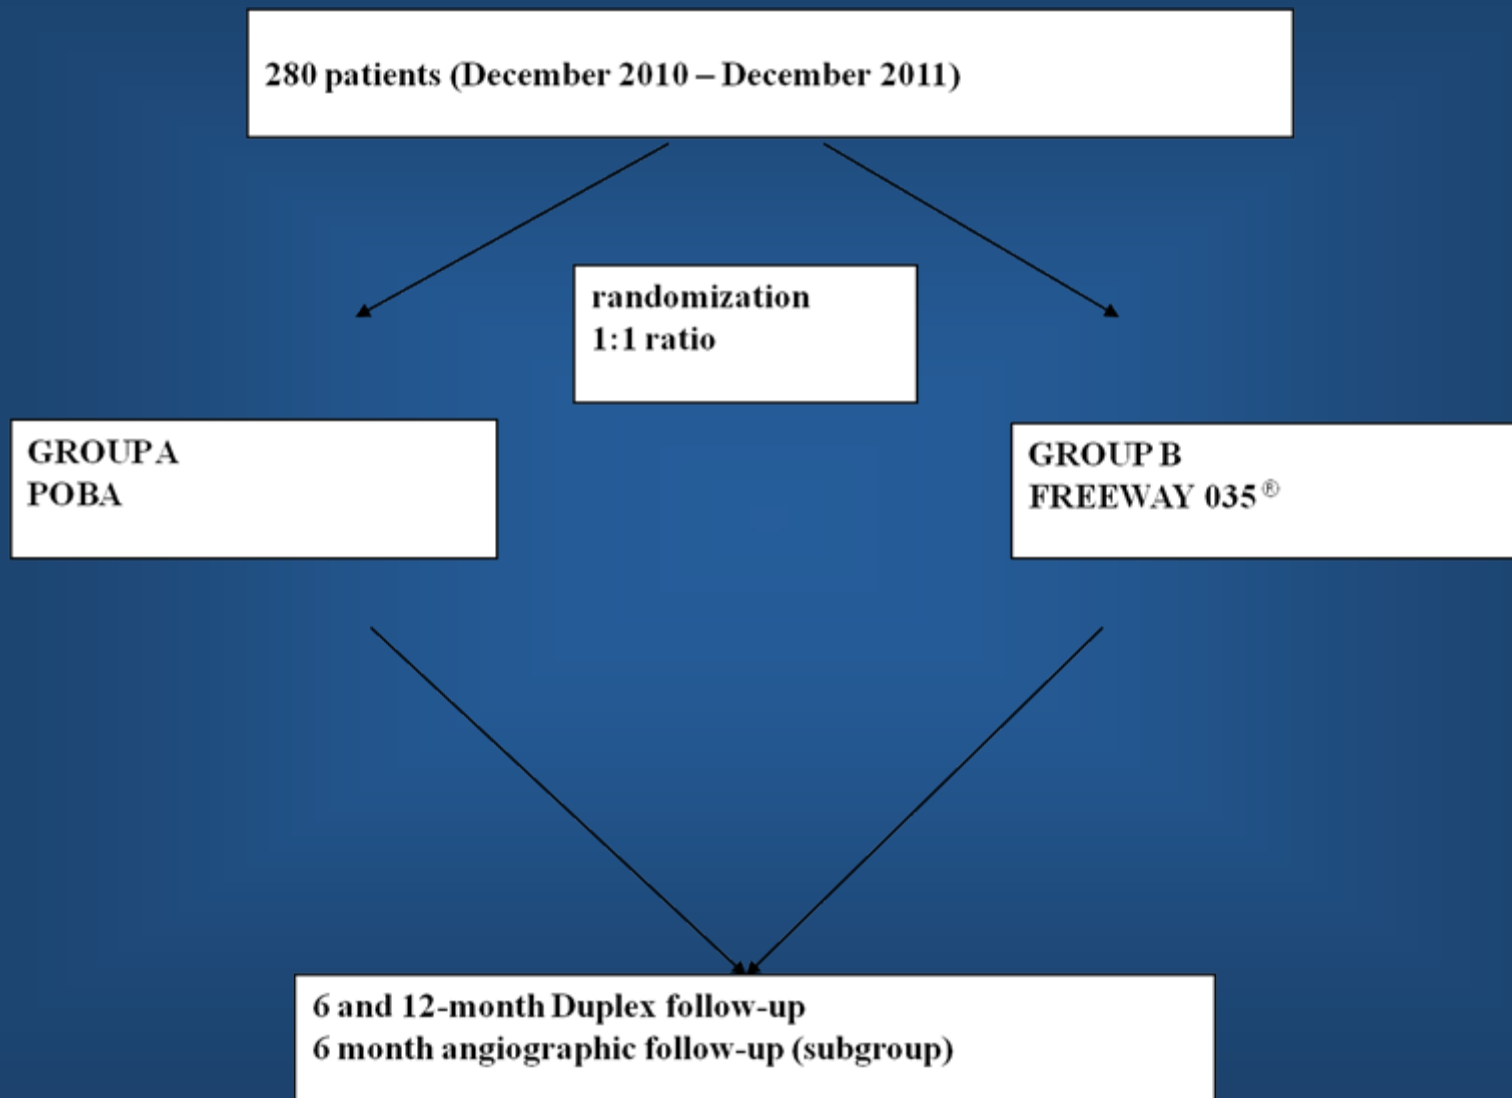 280 patients (December 2010 – December 2011)
randomization
1:1 ratio
GROUP A
POBA
GROUP B
FREEWAY 035®
6 and 12-month Duplex follow-up
6 month angiographic follow-up (subgroup)